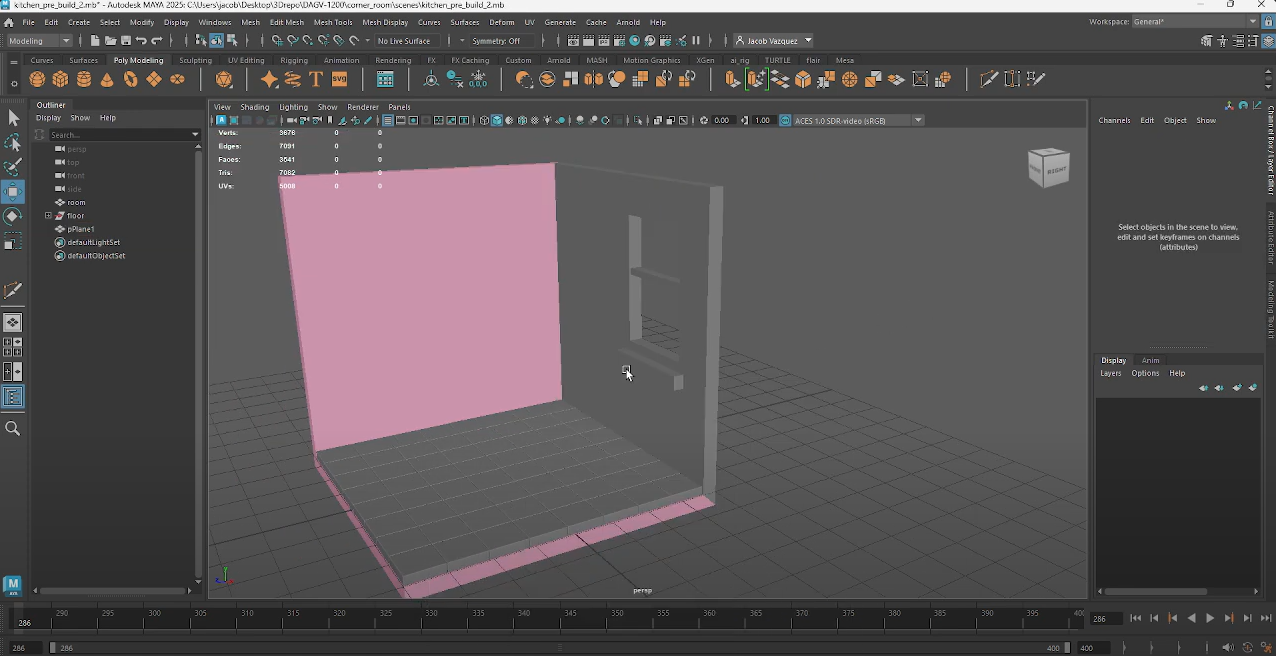 kitchen_pre_build_2.mb* - Autodesk MAYA 2025: C:\Users\jacob\Desktop\3Drepo\DAGV-1200\corner_room\scenes\kitchen_pre_build_2.mb
File Edit Create Select Modify Display Windows Mesh Edit Mesh Mesh Tools Mesh Display Curves Surfaces Deform UV Generate Cache Arnold Help Workspace: General*
Modeling No Live Surface Symmetry: Off Jacob Vazquez
Curves Surfaces Poly Modeling Sculpting UV Editing Rigging Animation Rendering FX FX Caching Custom Arnold MASH Motion Graphics XGen ai_rig TURTLE Flair Mesa
Outliner
Display Show Help
Search...
persp
top
front
side
room
floor
pPlane1
defaultLightSet
defaultObjectSet
View Shading Lighting Show Renderer Panels
0.00 1.00 ACES 1.0 SDR-video (sRGB)
Verts: 3676 0 0
Edges: 7091 0 0
Faces: 3541 0 0
Tris: 7082 0 0
UVs: 5008 0 0
RIGHT
persp
Channels Edit Object Show
Select objects in the scene to view,
edit and set keyframes on channels
(attributes)
Channel Box / Layer Editor
Attribute Editor
Modeling Toolkit
Display Anim
Layers Options Help
286 290 295 300 305 310 315 320 325 330 335 340 345 350 355 360 365 370 375 380 385 390 395 400 286
286 286 400 400